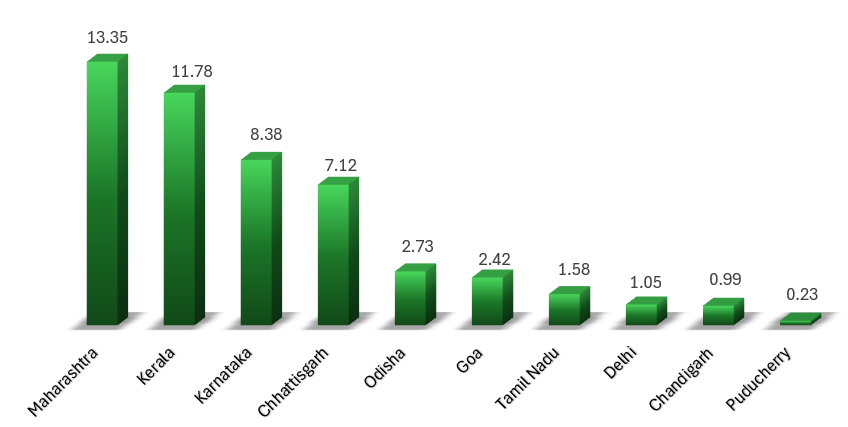 13.35
11.78
8.38
7.12
2.73
2.42
1.58
1.05
0.99
0.23
Maharashtra
Kerala
Karnataka
Chhattisgarh
Odisha
Goa
Tamil Nadu
Delhi
Chandigarh
Puducherry